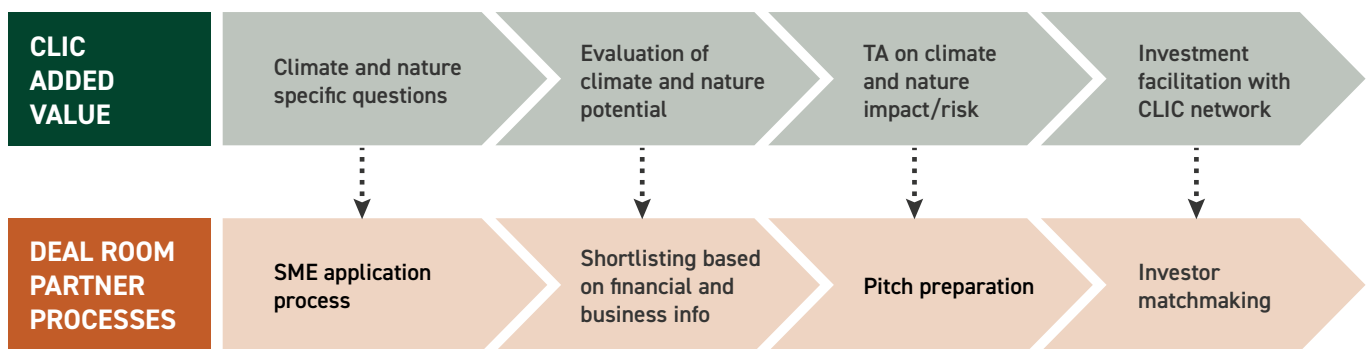 CLIC
ADDED
VALUE
Climate and nature
specific questions
Evaluation of
climate and nature
potential
TA on climate
and nature
impact/risk
Investment
facilitation with
CLIC network
DEAL ROOM
PARTNER
PROCESSES
SME application
process
Shortlisting based
on financial and
business info
Pitch preparation
Investor
matchmaking